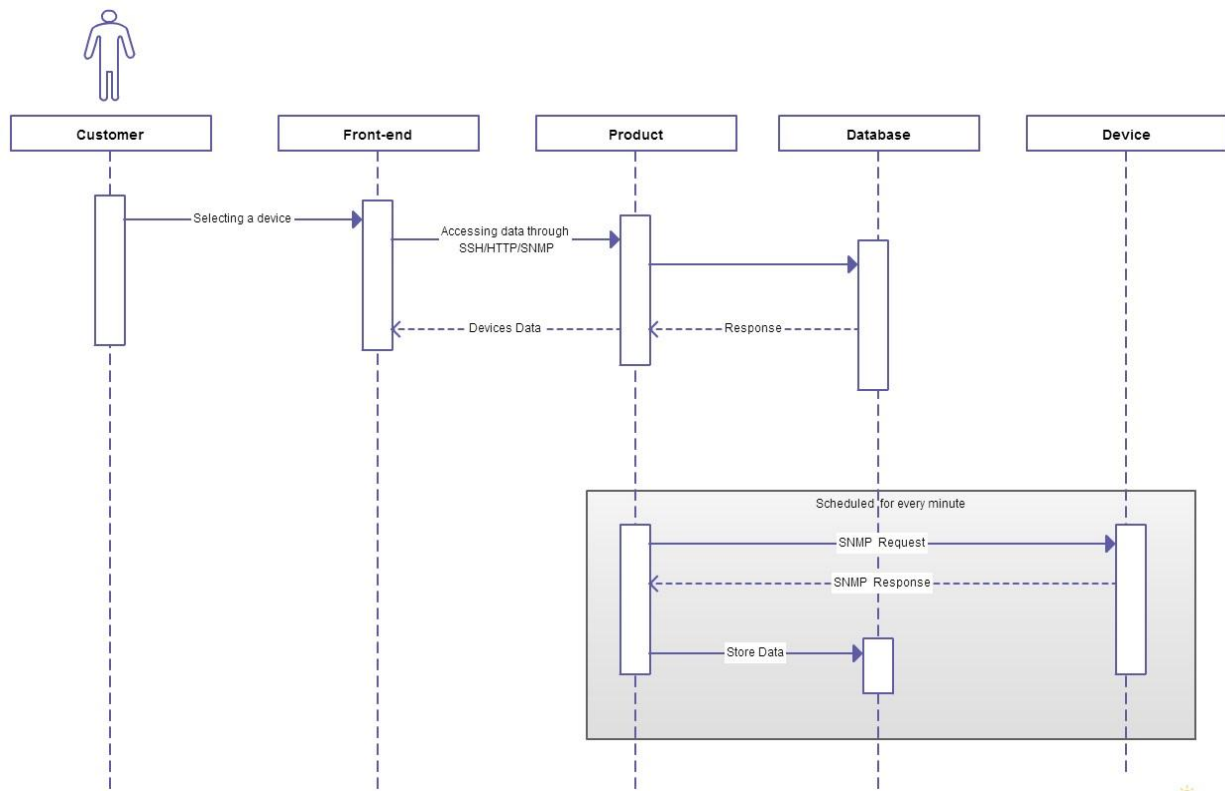 Customer
Front-end
Product
Database
Device
Selecting a device
Accessing data through
SSH/HTTP/SNMP
Devices Data
Response
Scheduled for every minute
SNMP Request
SNMP Response
Store Data